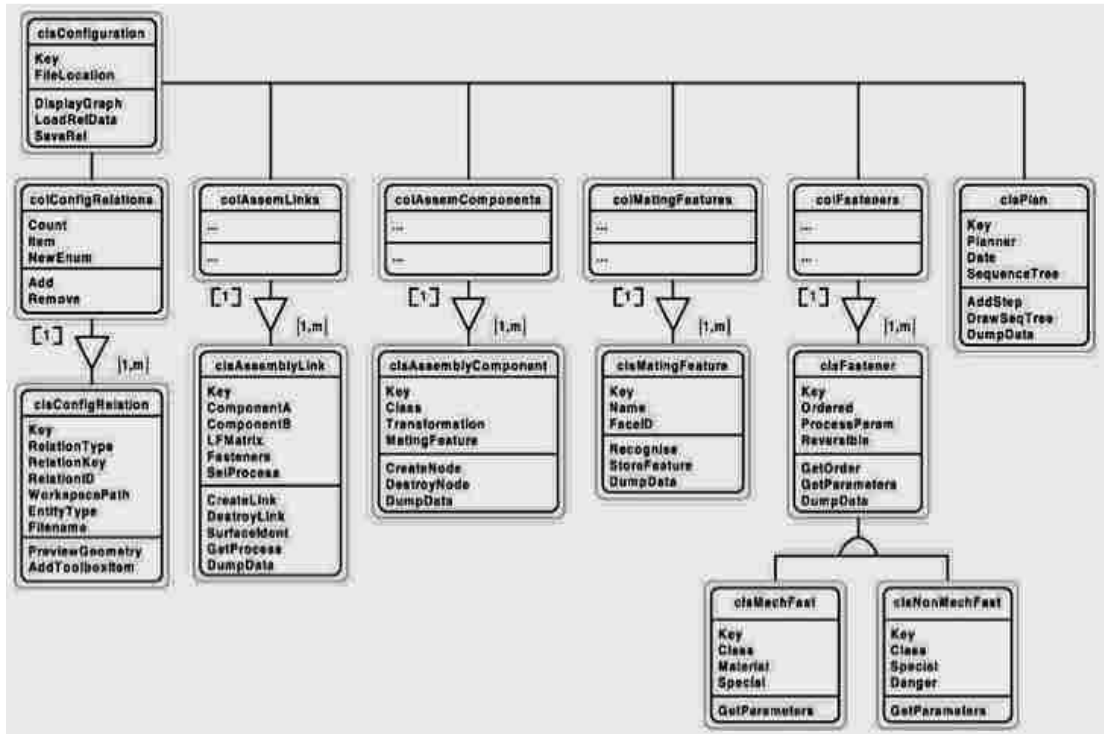 clsConfiguration
Key
FileLocation
DisplayGraph
LoadRelData
SaveRel
colConfigRelations
Count
Item
NewEnum
Add
Remove
[1]
[1,m]
clsConfigRelation
Key
RelationType
RelationKey
RelationID
WorkspacePath
EntityType
Filename
PreviewGeometry
AddToolboxItem
colAssemLinks
...
...
[1]
[1,m]
clsAssemblyLink
Key
ComponentA
ComponentB
LFMatrix
Fasteners
SelProcess
CreateLink
DestroyLink
SurfaceIdent
GetProcess
DumpData
colAssemComponents
...
...
[1]
[1,m]
clsAssemblyComponent
Key
Class
Transformation
MatingFeature
CreateNode
DestroyNode
DumpData
colMatingFeatures
...
...
[1]
[1,m]
clsMatingFeature
Key
Name
FaceID
Recognise
StoreFeature
DumpData
colFasteners
...
...
[1]
[1,m]
clsFastener
Key
Ordered
ProcessParam
Reversible
GetOrder
GetParameters
DumpData
clsPlan
Key
Planner
Date
SequenceTree
AddStep
DrawSeqTree
DumpData
clsMechFast
Key
Class
Material
Special
GetParameters
clsNonMechFast
Key
Class
Special
Danger
GetParameters